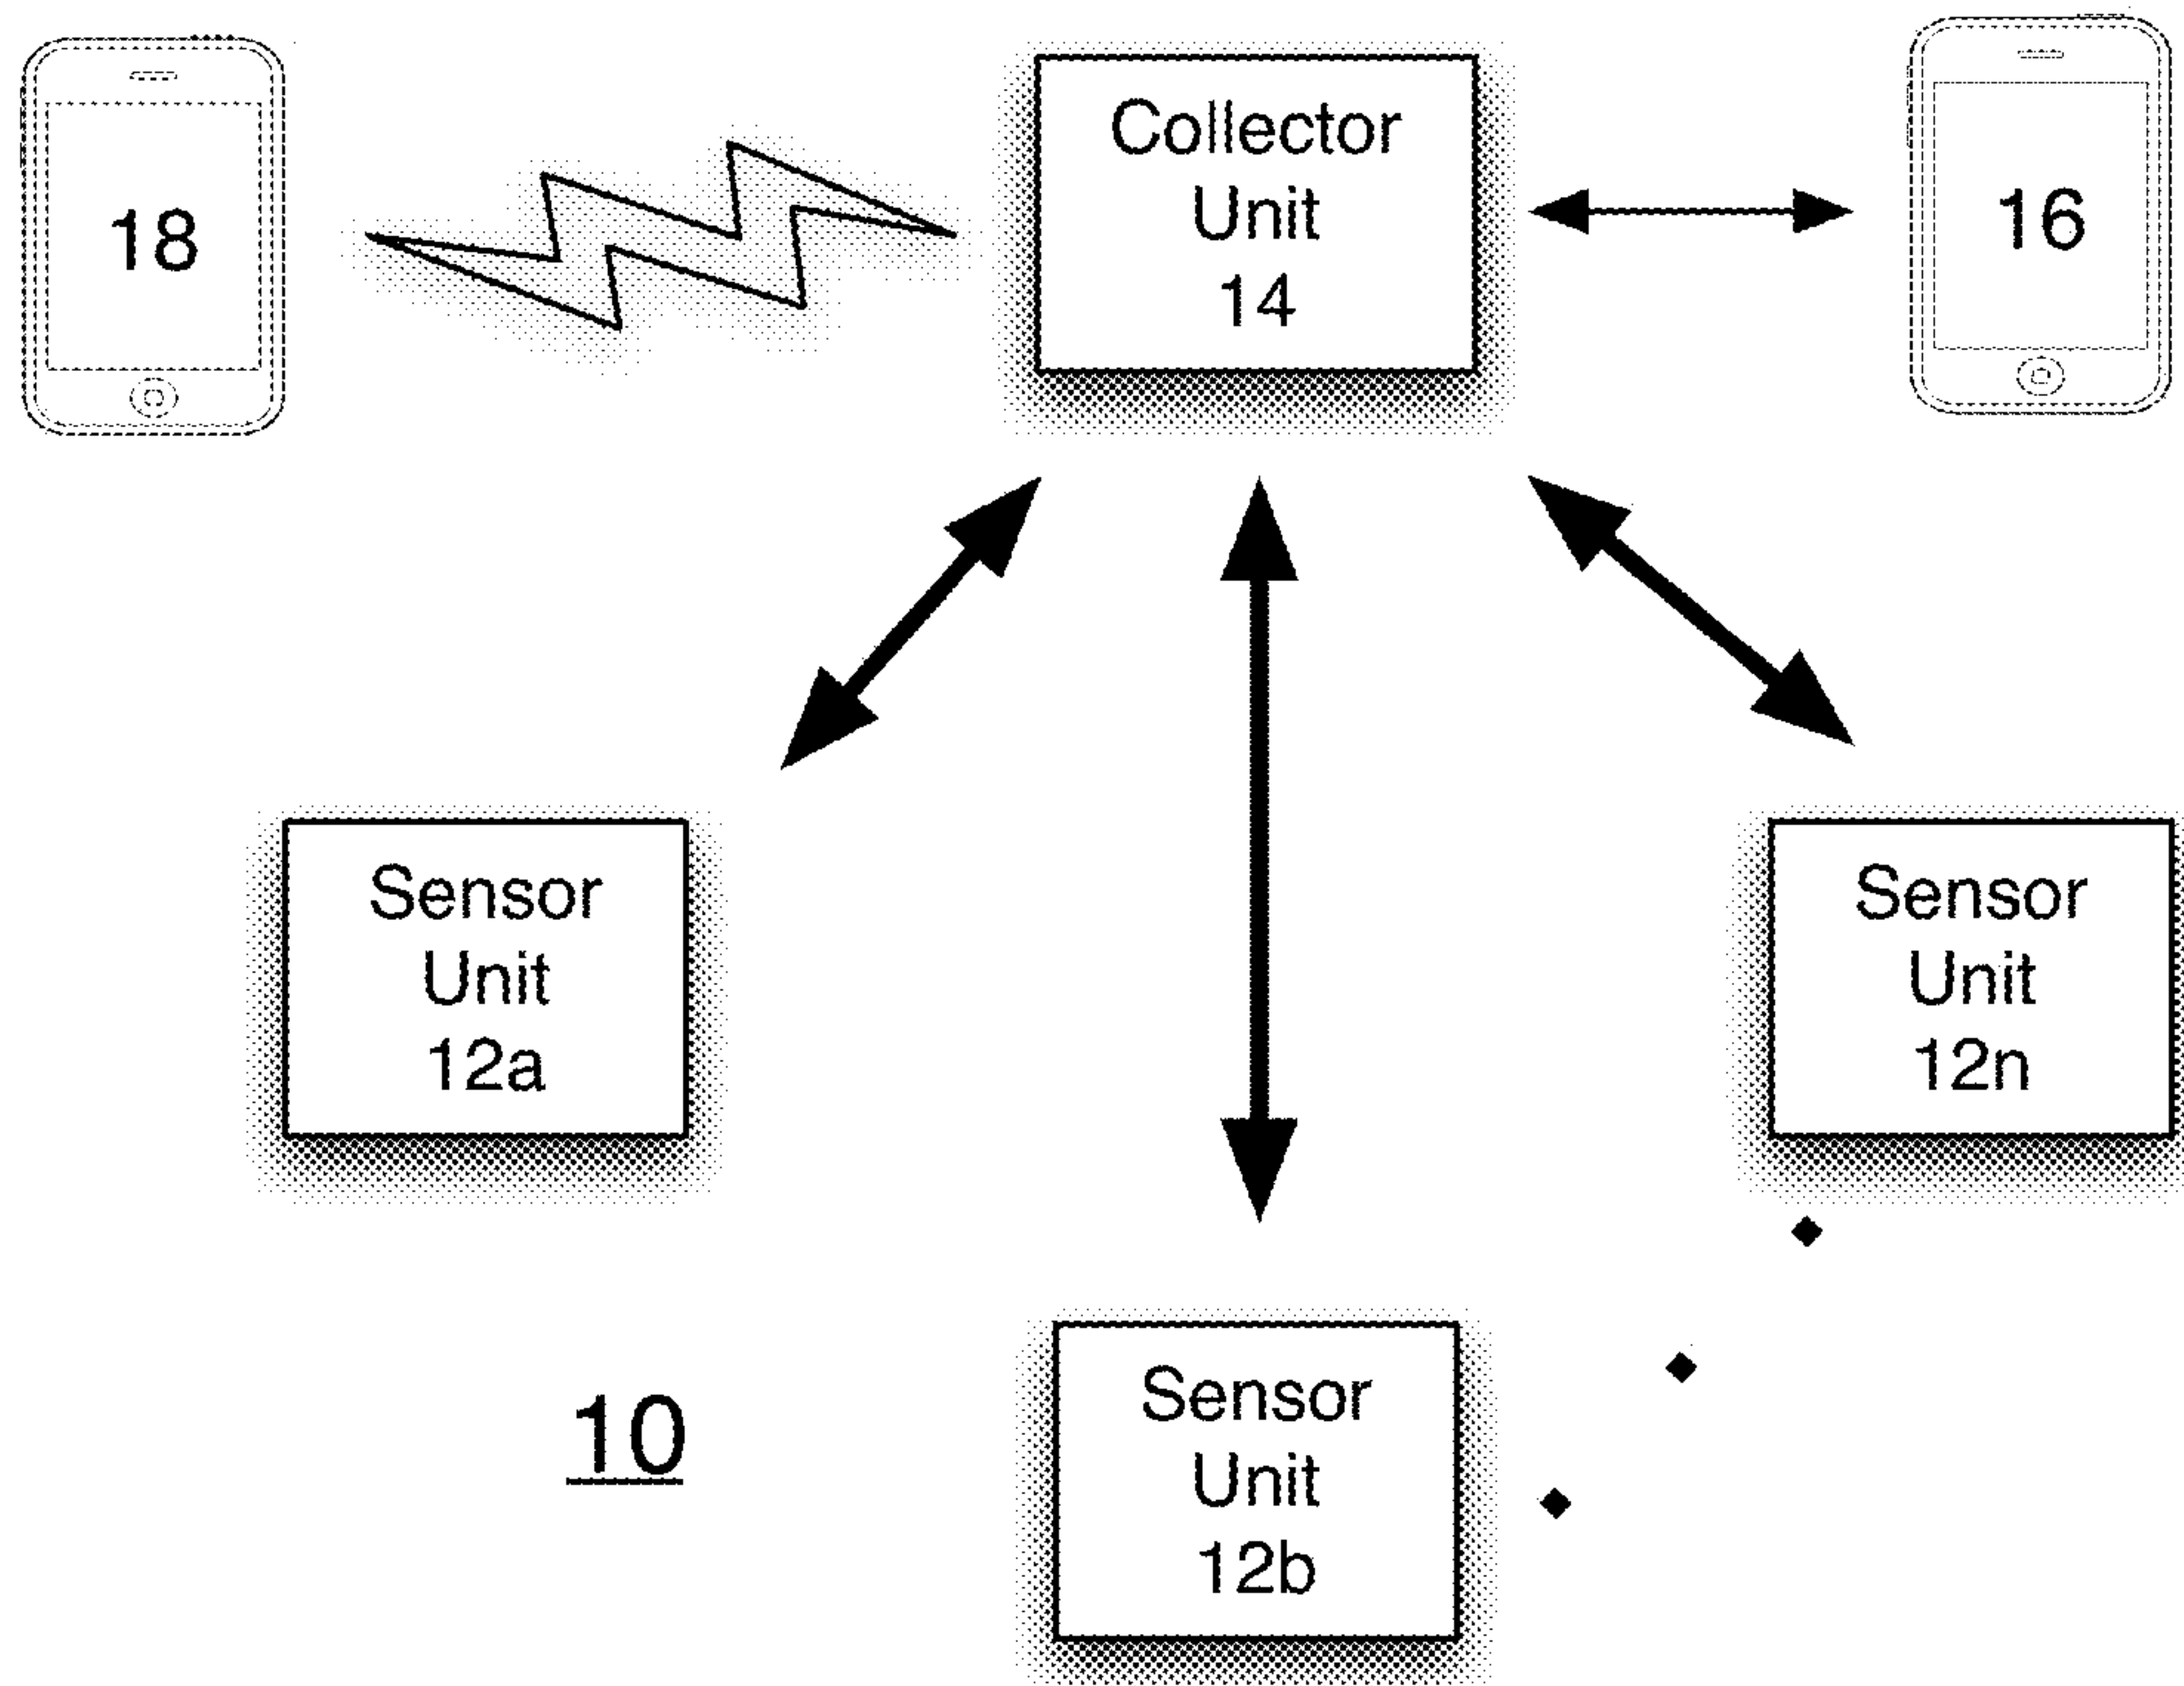 18
Collector
Unit
14
16
Sensor
Unit
12a
Sensor
Unit
12n
10
Sensor
Unit
12b